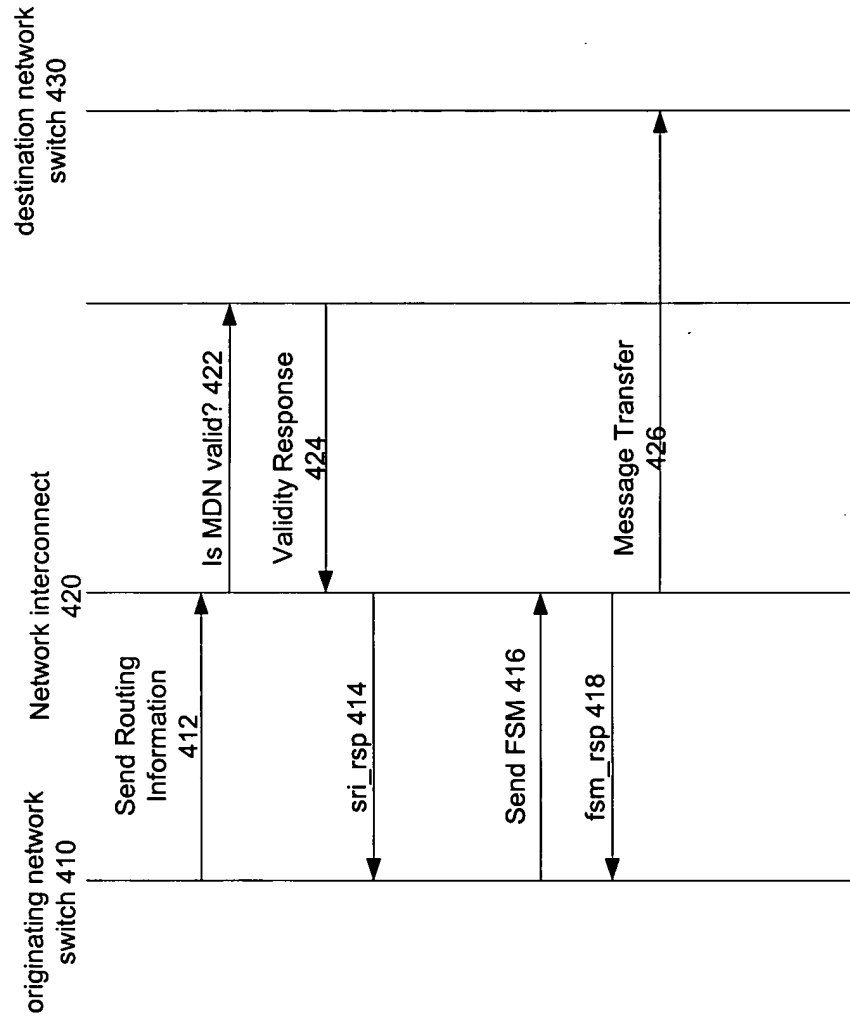 originating network
switch 410
Network interconnect
420
destination network
switch 430
Send Routing
Information
412
Is MDN valid? 422
Validity Response
424
sri_rsp 414
Send FSM 416
fsm_rsp 418
Message Transfer
426